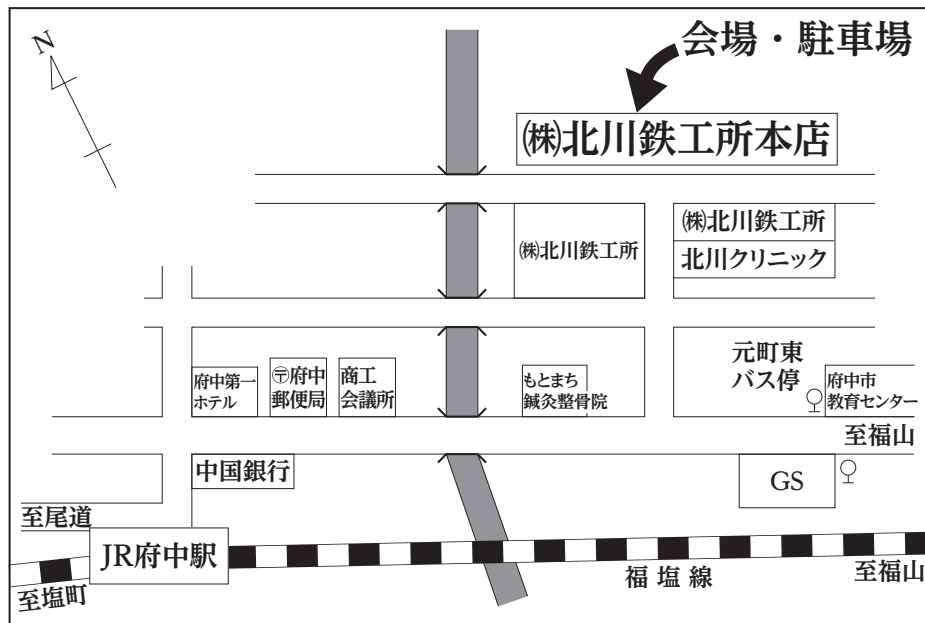 N
会場・駐車場
㈱北川鉄工所本店
㈱北川鉄工所
㈱北川鉄工所
北川クリニック
府中第一
ホテル
〶府中
郵便局
商工
会議所
もとまち
鍼灸整骨院
元町東
バス停
府中市
教育センター
至福山
中国銀行
GS
至尾道
JR府中駅
至塩町
福塩線
至福山